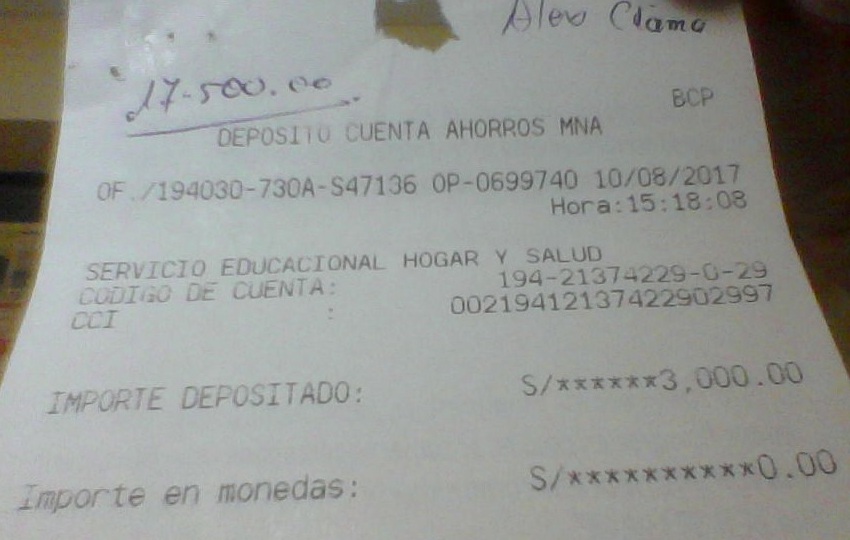 Alex Clama
17-500.00
BCP
DEPOSITO CUENTA AHORROS MNA
OF./194030-730A-S47136 OP-0699740 10/08/2017
Hora:15:18:08
SERVICIO EDUCACIONAL HOGAR Y SALUD
CODIGO DE CUENTA: 194-21374229-0-29
CCI : 00219412137422902997
IMPORTE DEPOSITADO: S/******3,000.00
Importe en monedas: S/**********0.00